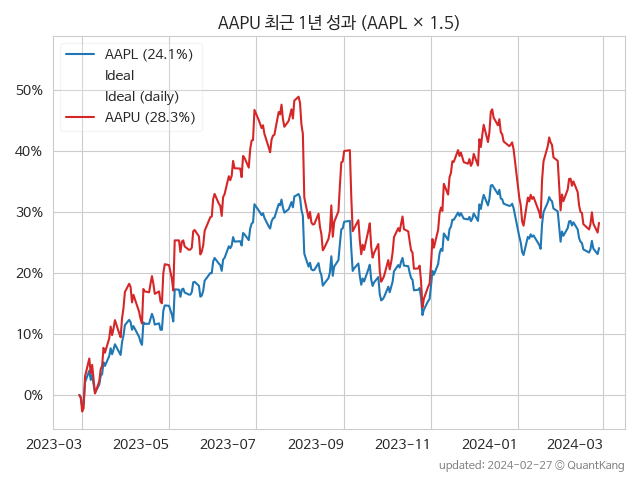 AAPU 최근 1년 성과 (AAPL × 1.5)
AAPL (24.1%)
Ideal
Ideal (daily)
AAPU (28.3%)
50%
40%
30%
20%
10%
0%
2023-03 2023-05 2023-07 2023-09 2023-11 2024-01 2024-03
updated: 2024-02-27 © QuantKang